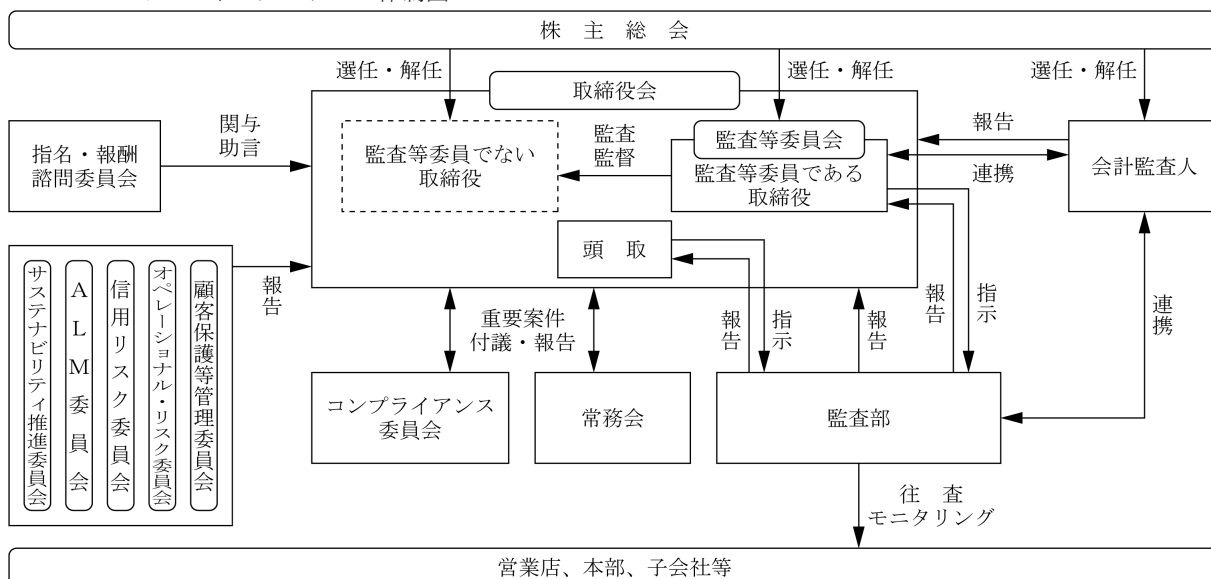 株 主 総 会
選任・解任
選任・解任
選任・解任
取締役会
指名・報酬
諮問委員会
関与
助言
監査等委員でない
取締役
監査
監督
監査等委員会
監査等委員である
取締役
報告
連携
会計監査人
頭 取
サステナビリティ推進委員会
ALM委員会
信用リスク委員会
オペレーショナル・リスク委員会
顧客保護等管理委員会
報告
重要案件
付議・報告
報告
指示
報告
報告
指示
連携
コンプライアンス
委員会
常務会
監査部
往 査
モニタリング
営業店、本部、子会社等